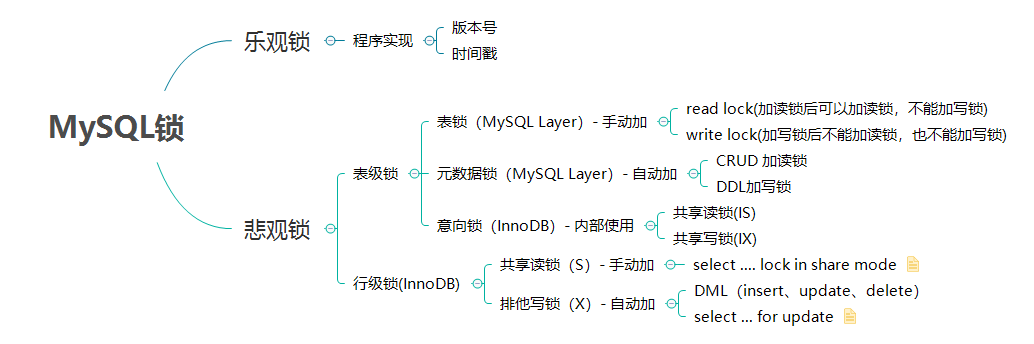 MySQL锁
乐观锁
程序实现
版本号
时间戳
悲观锁
表级锁
表锁（MySQL Layer）- 手动加
read lock(加读锁后可以加读锁，不能加写锁)
write lock(加写锁后不能加读锁，也不能加写锁)
元数据锁（MySQL Layer）- 自动加
CRUD 加读锁
DDL加写锁
意向锁（InnoDB）- 内部使用
共享读锁(IS)
共享写锁(IX)
行级锁(InnoDB)
共享读锁（S）- 手动加
select .... lock in share mode
排他写锁（X）- 自动加
DML（insert、update、delete）
select ... for update